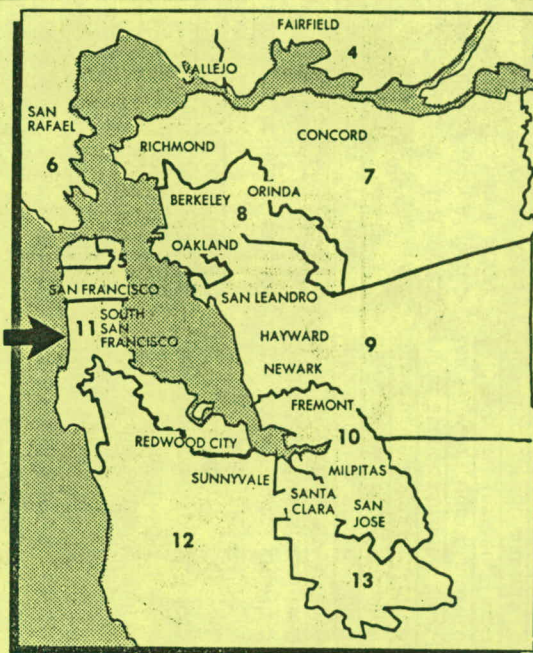 FAIRFIELD
4
VALLEJO
SAN
RAFAEL
6
CONCORD
RICHMOND
7
BERKELEY
ORINDA
8
OAKLAND
5
SAN FRANCISCO
SAN LEANDRO
11
SOUTH
SAN
FRANCISCO
HAYWARD
9
NEWARK
FREMONT
10
REDWOOD CITY
MILPITAS
SUNNYVALE
SANTA
CLARA
SAN
JOSE
12
13